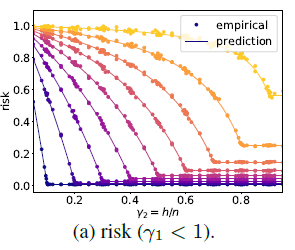 1.0
0.8
0.6
0.4
0.2
0.0
risk
empirical
prediction
0.2 0.4 0.6 0.8
γ₂ = h/n
(a) risk (γ₁ < 1).